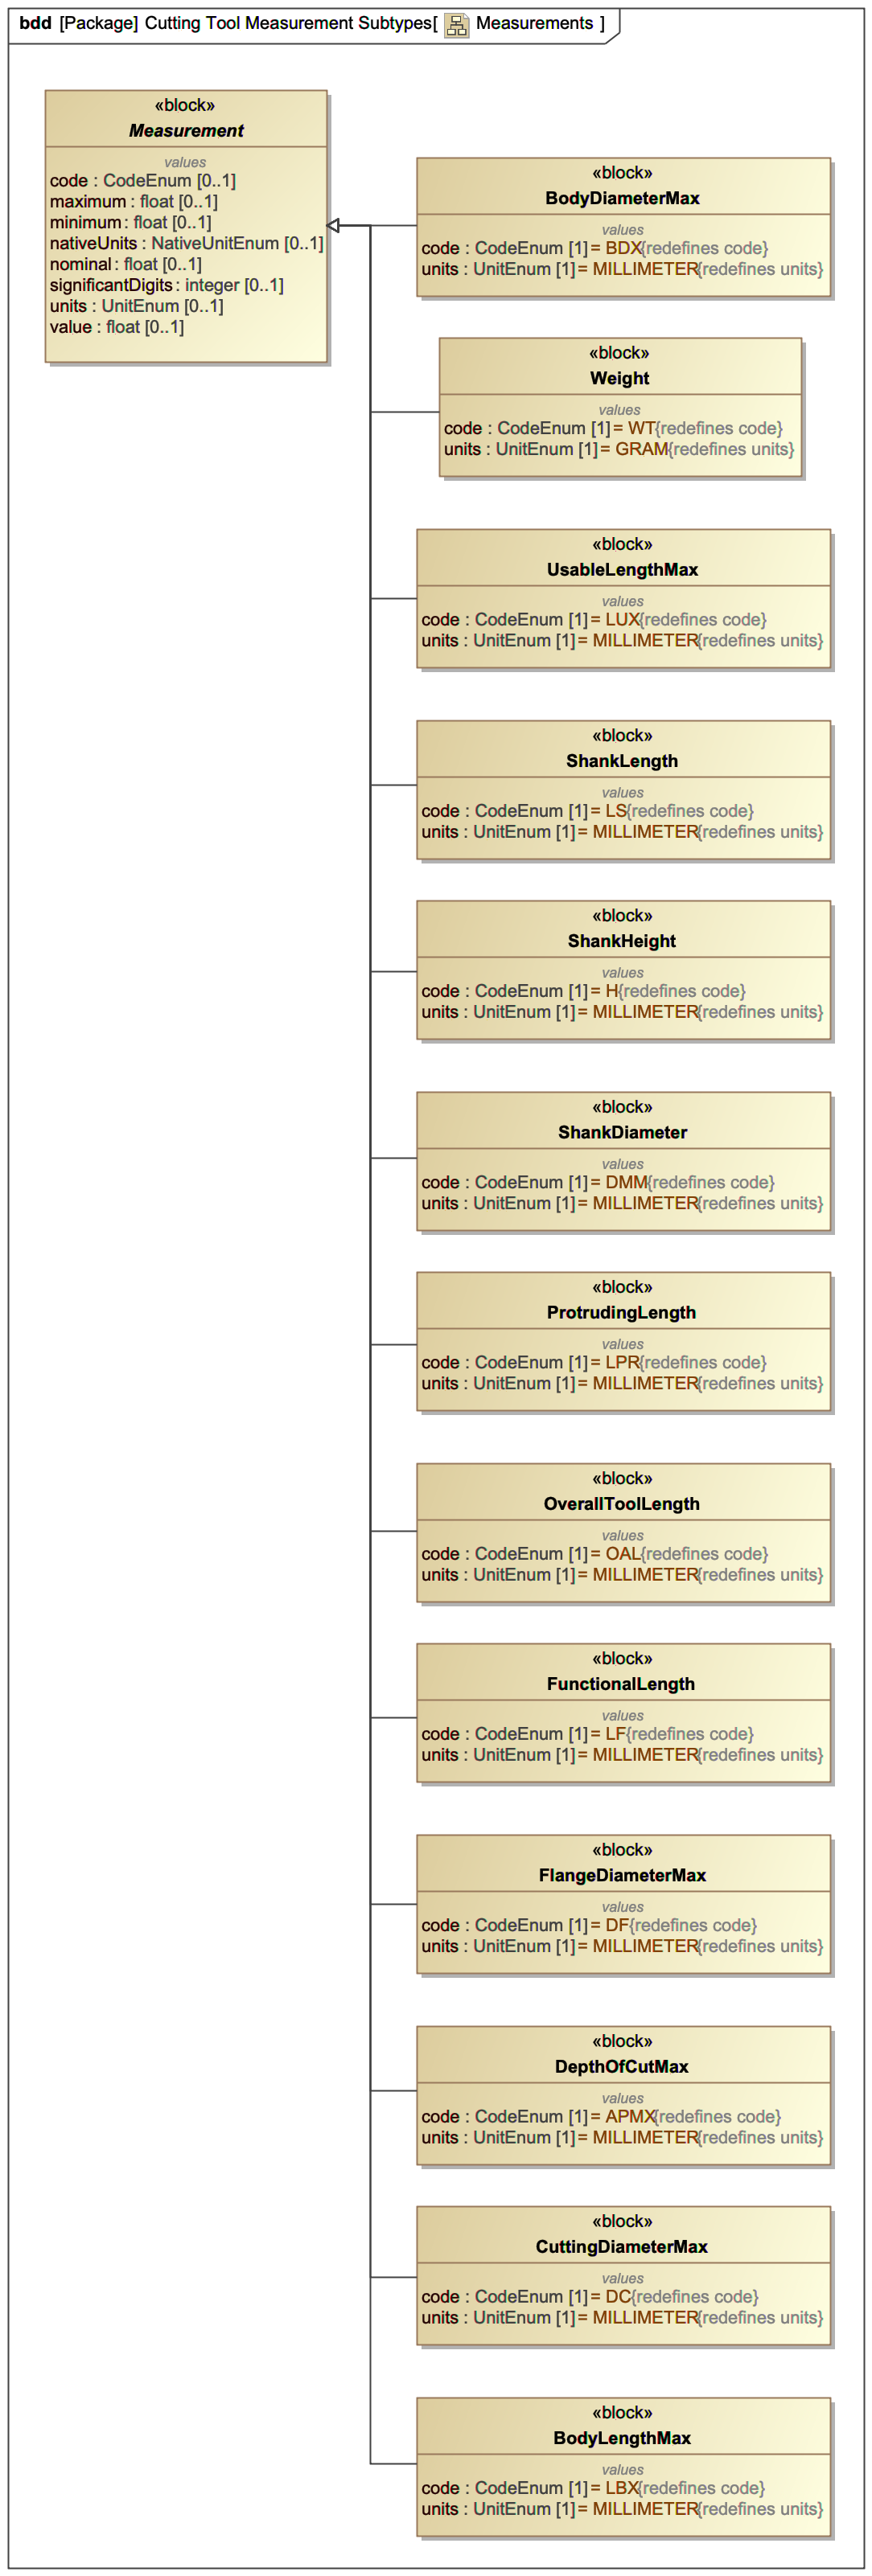 bdd [Package] Cutting Tool Measurement Subtypes[ Measurements ]
«block»
Measurement
values
code : CodeEnum [0..1]
maximum : float [0..1]
minimum : float [0..1]
nativeUnits : NativeUnitEnum [0..1]
nominal : float [0..1]
significantDigits : integer [0..1]
units : UnitEnum [0..1]
value : float [0..1]
«block»
BodyDiameterMax
values
code : CodeEnum [1] = BDX{redefines code}
units : UnitEnum [1] = MILLIMETER{redefines units}
«block»
Weight
values
code : CodeEnum [1] = WT{redefines code}
units : UnitEnum [1] = GRAM{redefines units}
«block»
UsableLengthMax
values
code : CodeEnum [1] = LUX{redefines code}
units : UnitEnum [1] = MILLIMETER{redefines units}
«block»
ShankLength
values
code : CodeEnum [1] = LS{redefines code}
units : UnitEnum [1] = MILLIMETER{redefines units}
«block»
ShankHeight
values
code : CodeEnum [1] = H{redefines code}
units : UnitEnum [1] = MILLIMETER{redefines units}
«block»
ShankDiameter
values
code : CodeEnum [1] = DMM{redefines code}
units : UnitEnum [1] = MILLIMETER{redefines units}
«block»
ProtrudingLength
values
code : CodeEnum [1] = LPR{redefines code}
units : UnitEnum [1] = MILLIMETER{redefines units}
«block»
OverallToolLength
values
code : CodeEnum [1] = OAL{redefines code}
units : UnitEnum [1] = MILLIMETER{redefines units}
«block»
FunctionalLength
values
code : CodeEnum [1] = LF{redefines code}
units : UnitEnum [1] = MILLIMETER{redefines units}
«block»
FlangeDiameterMax
values
code : CodeEnum [1] = DF{redefines code}
units : UnitEnum [1] = MILLIMETER{redefines units}
«block»
DepthOfCutMax
values
code : CodeEnum [1] = APMX{redefines code}
units : UnitEnum [1] = MILLIMETER{redefines units}
«block»
CuttingDiameterMax
values
code : CodeEnum [1] = DC{redefines code}
units : UnitEnum [1] = MILLIMETER{redefines units}
«block»
BodyLengthMax
values
code : CodeEnum [1] = LBX{redefines code}
units : UnitEnum [1] = MILLIMETER{redefines units}